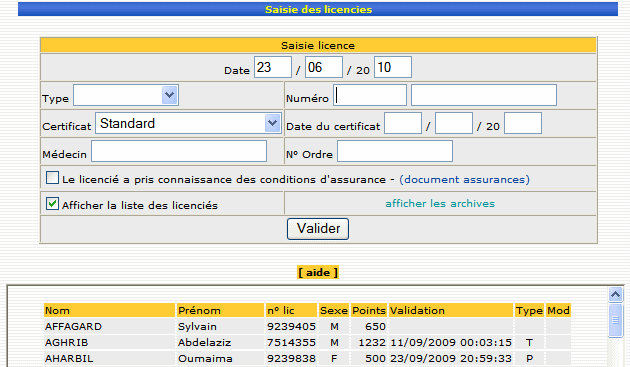 Saisie des licencies
Saisie licence
Date 23 / 06 / 20 10
Type Numéro
Certificat Standard Date du certificat / / 20
Médecin N° Ordre
Le licencié a pris connaissance des conditions d'assurance - (document assurances)
Afficher la liste des licenciés afficher les archives
Valider
[ aide ]
Nom Prénom n° lic Sexe Points Validation Type Mod
AFFAGARD Sylvain 9239405 M 650
AGHRIB Abdelaziz 7514355 M 1232 11/09/2009 00:03:15 T
AHARBIL Oumaima 9239838 F 500 23/09/2009 20:59:33 P